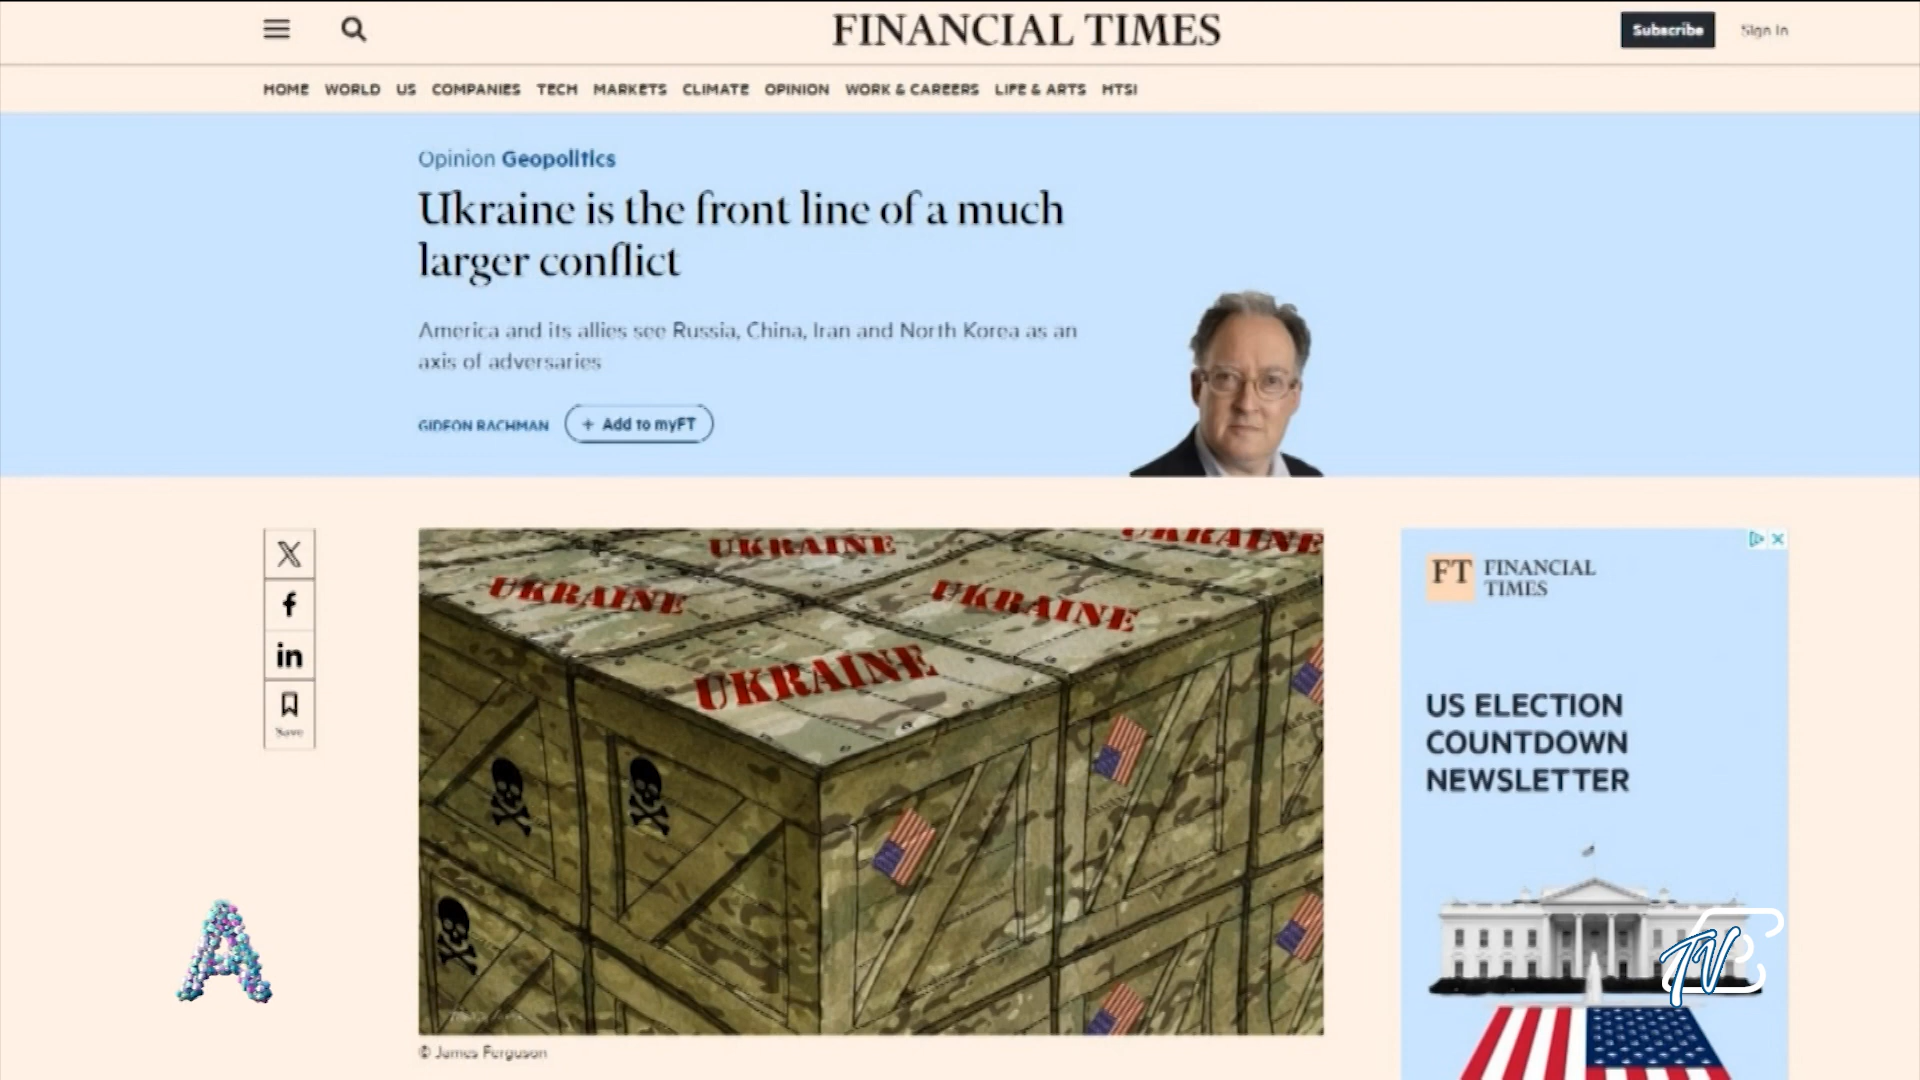 FINANCIAL TIMES
Subscribe
Sign In
HOME WORLD US COMPANIES TECH MARKETS CLIMATE OPINION WORK & CAREERS LIFE & ARTS HTSI
Opinion Geopolitics
Ukraine is the front line of a much
larger conflict
America and its allies see Russia, China, Iran and North Korea as an
axis of adversaries
GIDEON RACHMAN
+ Add to myFT
X
f
in
Save
UKRAINE
UKRAINE
UKRAINE
UKRAINE
UKRAINE
© James Ferguson
FT FINANCIAL
TIMES
US ELECTION
COUNTDOWN
NEWSLETTER
A
TV